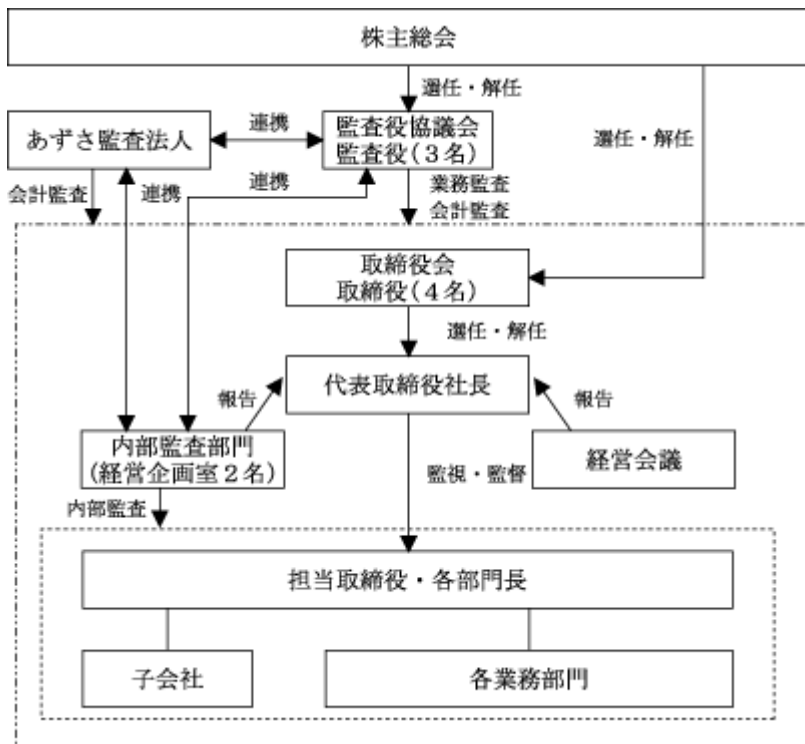 株主総会
選任・解任
あずさ監査法人
連携
監査役協議会
監査役(3名)
選任・解任
会計監査
連携
連携
業務監査
会計監査
取締役会
取締役(4名)
選任・解任
代表取締役社長
報告
報告
内部監査部門
(経営企画室2名)
監視・監督
経営会議
内部監査
担当取締役・各部門長
子会社
各業務部門